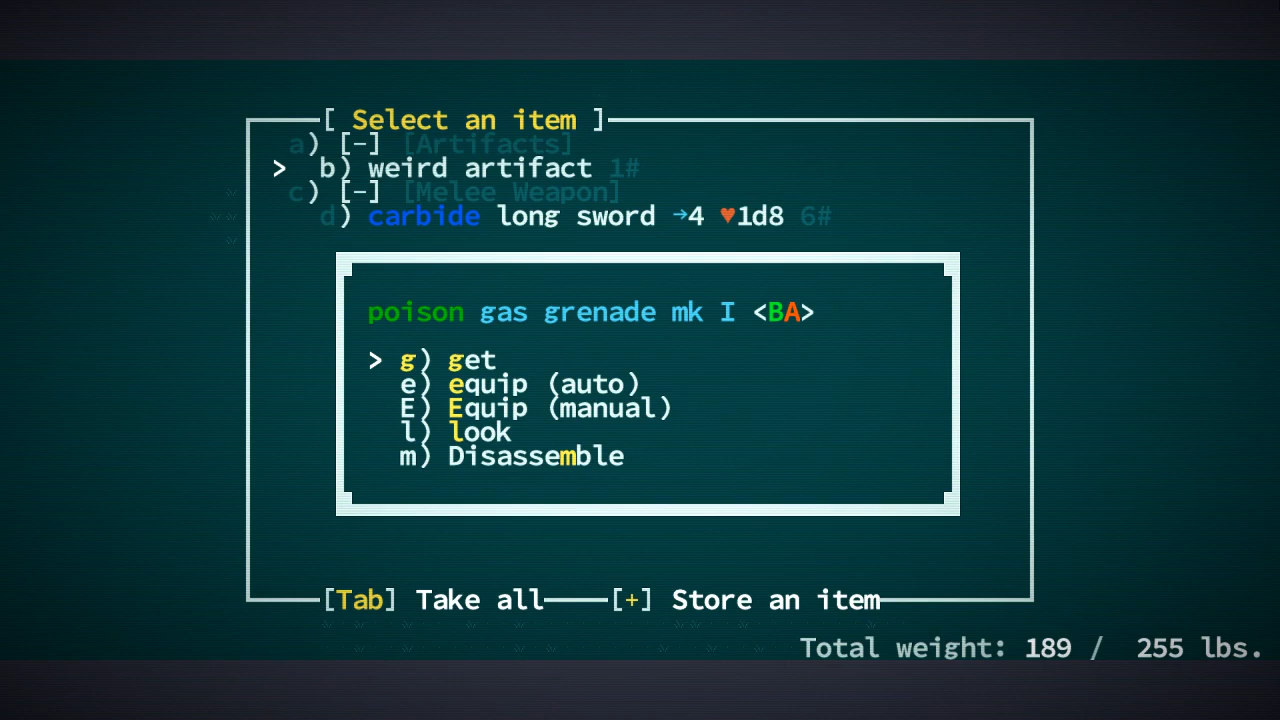 [ Select an item ]
a) [-] [Artifacts]
> b) weird artifact 1#
c) [-] [Melee Weapon]
d) carbide long sword →4 ♥1d8 6#
poison gas grenade mk I <BA>
> g) get
e) equip (auto)
E) Equip (manual)
l) look
m) Disassemble
[Tab] Take all [+] Store an item
Total weight: 189 / 255 lbs.